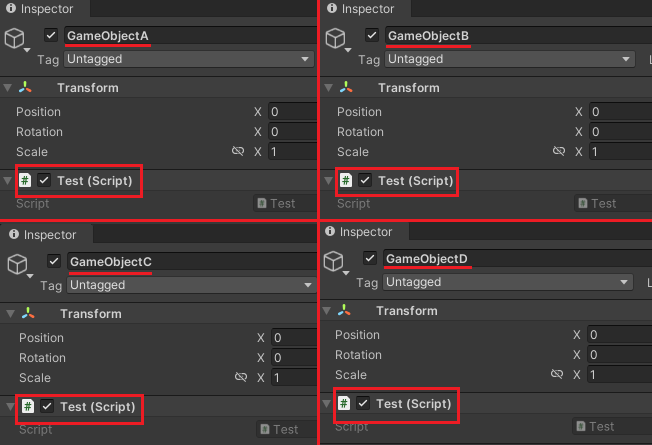 Inspector
GameObjectA
Tag Untagged
Transform
Position X 0
Rotation X 0
Scale X 1
# Test (Script)
Script # Test
Inspector
GameObjectB
Tag Untagged
L
Transform
Position X 0
Rotation X 0
Scale X 1
# Test (Script)
Script # Test
Inspector
GameObjectC
Tag Untagged
Transform
Position X 0
Rotation X 0
Scale X 1
# Test (Script)
Script # Test
Inspector
GameObjectD
Tag Untagged
L
Transform
Position X 0
Rotation X 0
Scale X 1
# Test (Script)
Script # Test